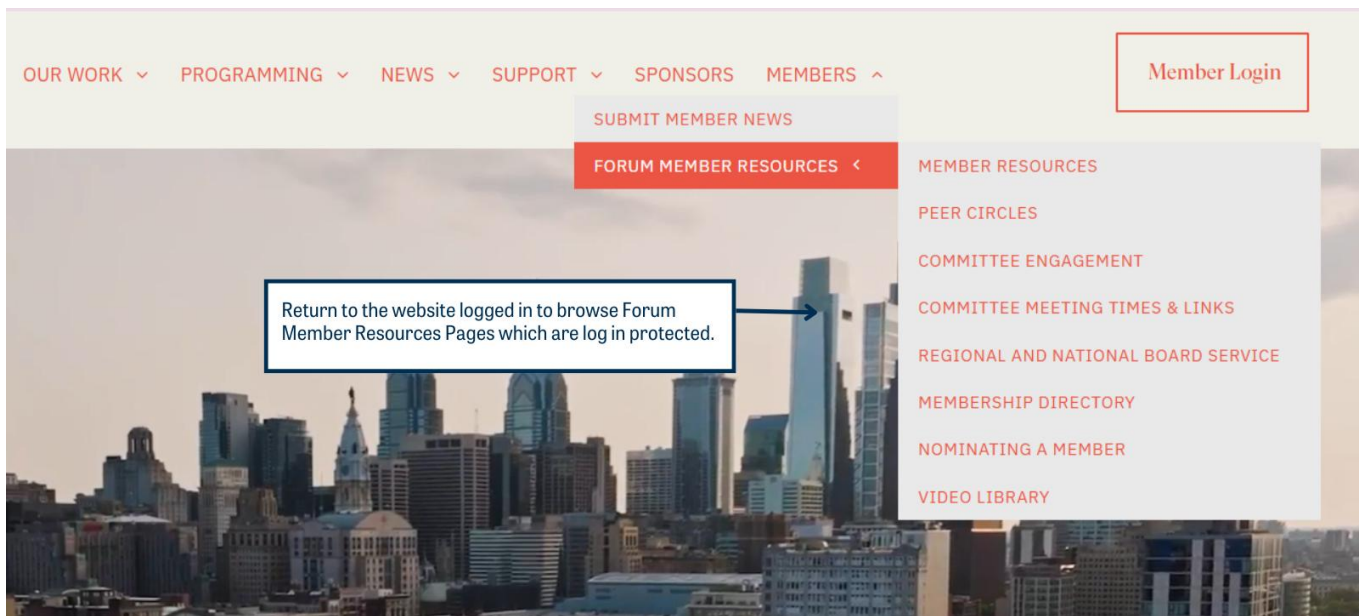 OUR WORK PROGRAMMING NEWS SUPPORT SPONSORS MEMBERS Member Login
SUBMIT MEMBER NEWS
FORUM MEMBER RESOURCES
MEMBER RESOURCES
PEER CIRCLES
COMMITTEE ENGAGEMENT
COMMITTEE MEETING TIMES & LINKS
REGIONAL AND NATIONAL BOARD SERVICE
MEMBERSHIP DIRECTORY
NOMINATING A MEMBER
VIDEO LIBRARY
Return to the website logged in to browse Forum
Member Resources Pages which are log in protected.